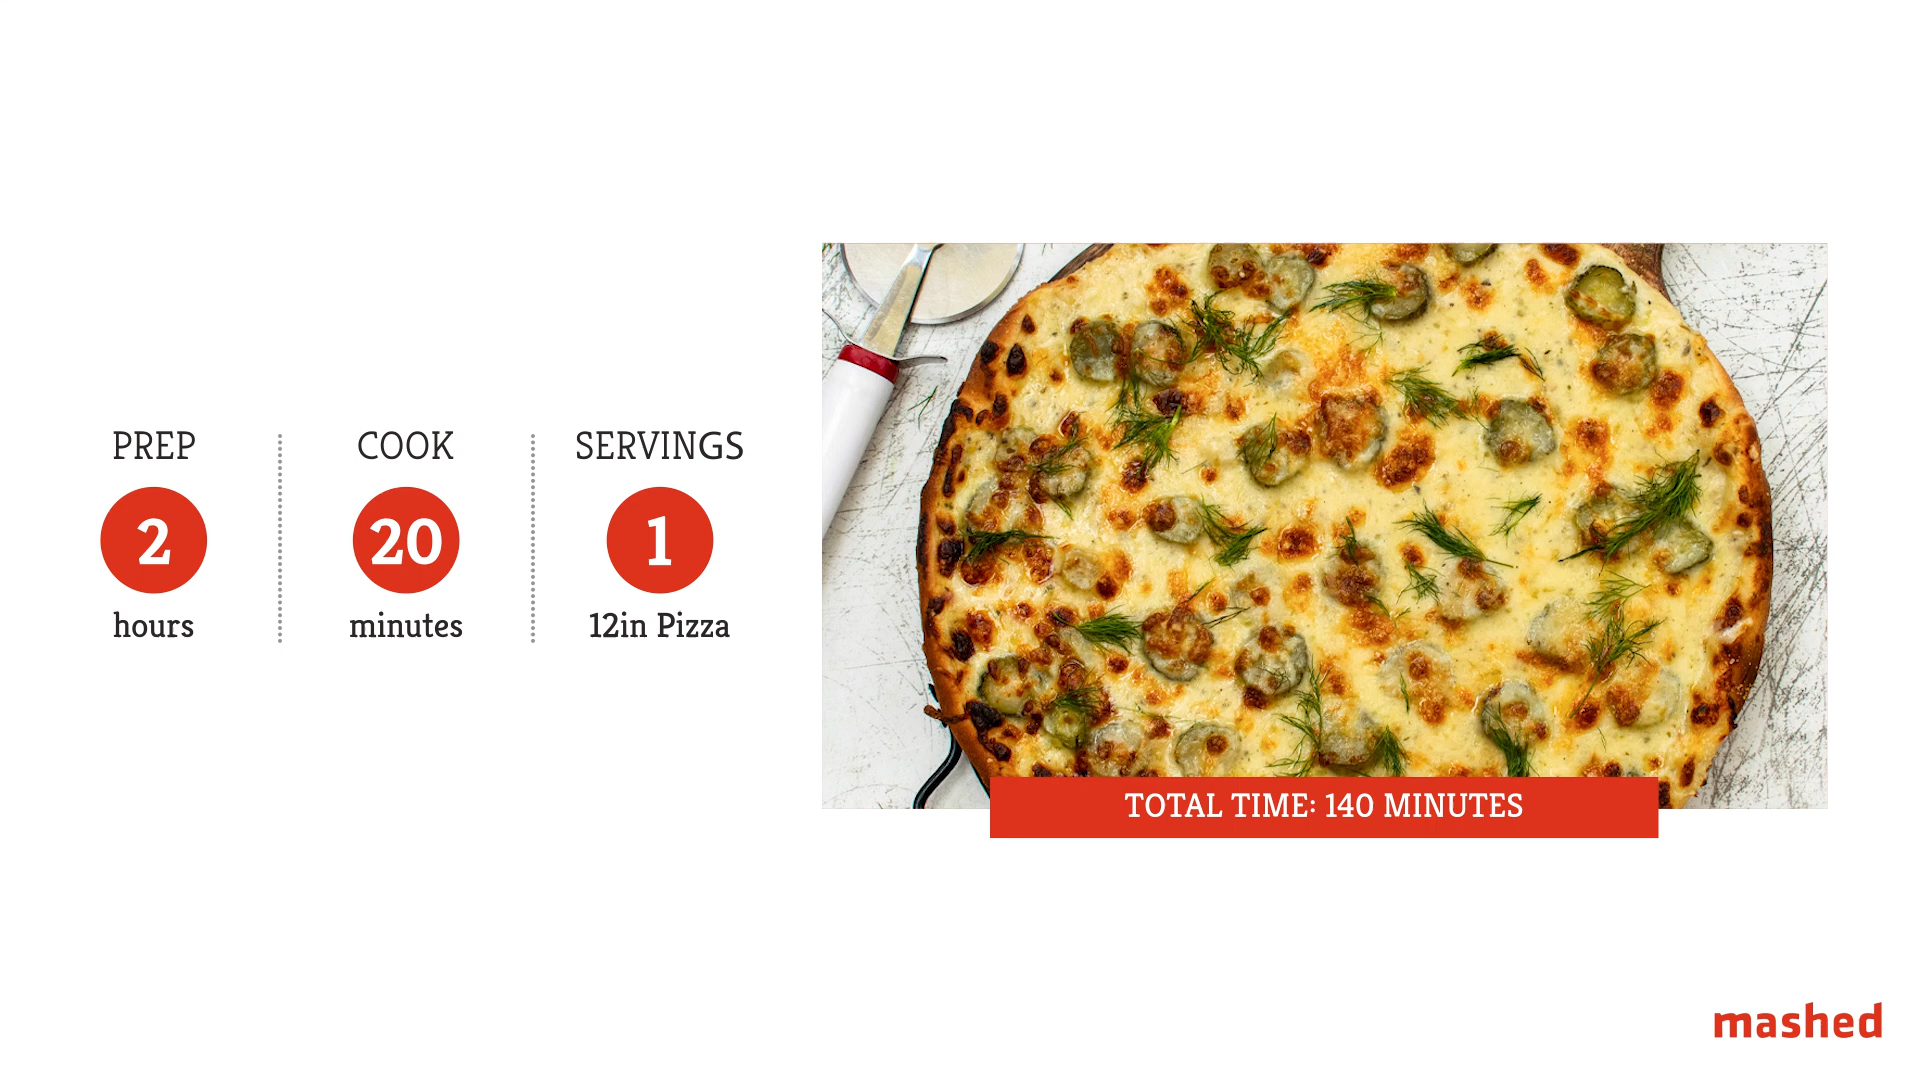 PREP
2
hours
COOK
20
minutes
SERVINGS
1
12in Pizza
TOTAL TIME: 140 MINUTES
mashed